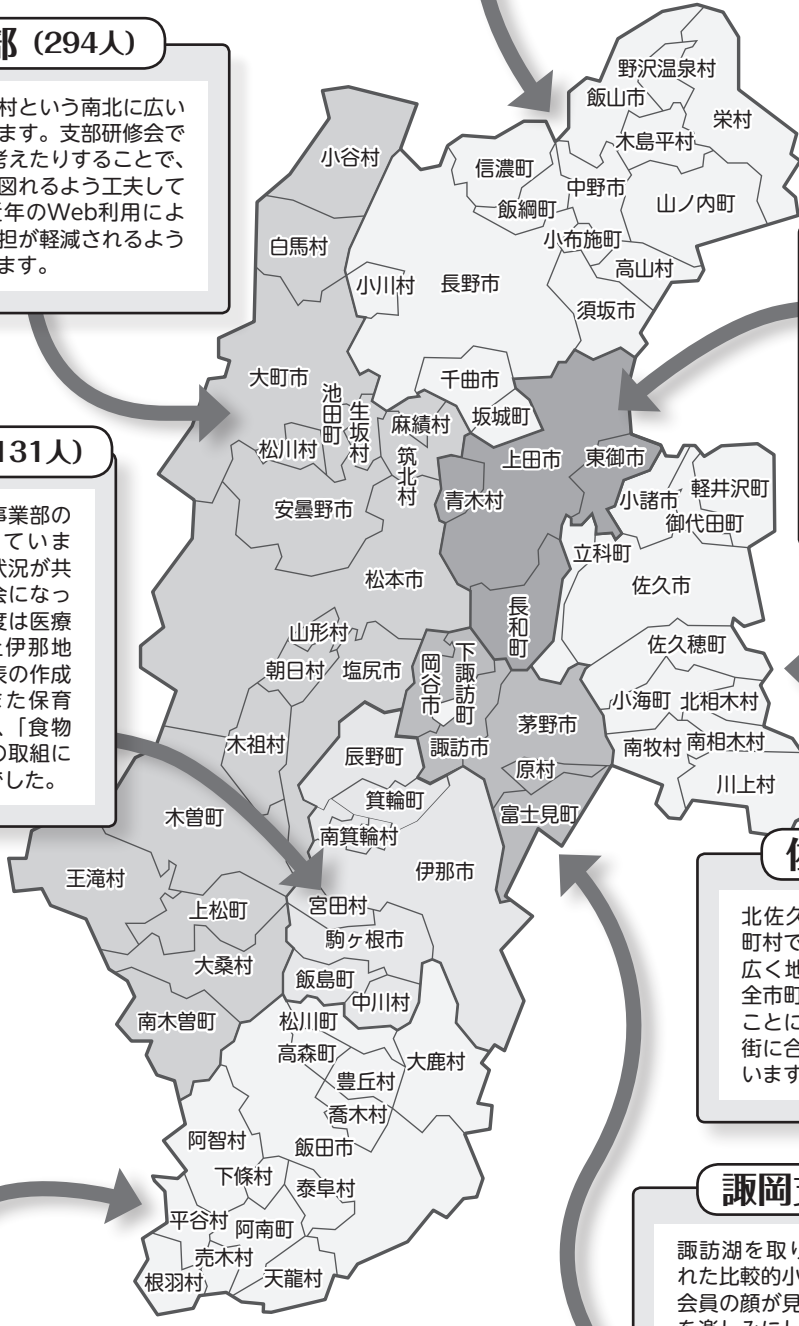 部（294人）
村という南北に広い
ます。支部研修会で
考えたりすることで、
図れるよう工夫して
近年のWeb利用によ
担が軽減されるよう
ます。
131人）
事業部の
ていま
状況が共
会になっ
度は医療
上伊那地
表の作成
また保育
、「食物
の取組に
でした。
野沢温泉村
飯山市
栄村
木島平村
信濃町
中野市
飯綱町
山ノ内町
小布施町
高山村
小谷村
白馬村
小川村
長野市
須坂市
大町市
池田町
生坂村
千曲市
麻績村
坂城町
松川村
筑北村
上田市
東御市
青木村
小諸市
軽井沢町
御代田町
安曇野市
立科町
松本市
佐久市
長和町
山形村
佐久穂町
朝日村
塩尻市
岡谷市
下諏訪町
小海町
北相木村
茅野市
木祖村
辰野町
諏訪市
南牧村
南相木村
原村
川上村
箕輪町
富士見町
木曽町
南箕輪村
伊那市
王滝村
上松町
宮田村
駒ヶ根市
大桑村
飯島町
中川村
南木曽町
松川町
高森町
大鹿村
豊丘村
喬木村
阿智村
飯田市
下條村
泰阜村
平谷村
阿南町
売木村
根羽村
天龍村
北佐久
町村で
広く地
全市町
ことに
街に合
います
諏岡
諏訪湖を取り
れた比較的小
会員の顔が見